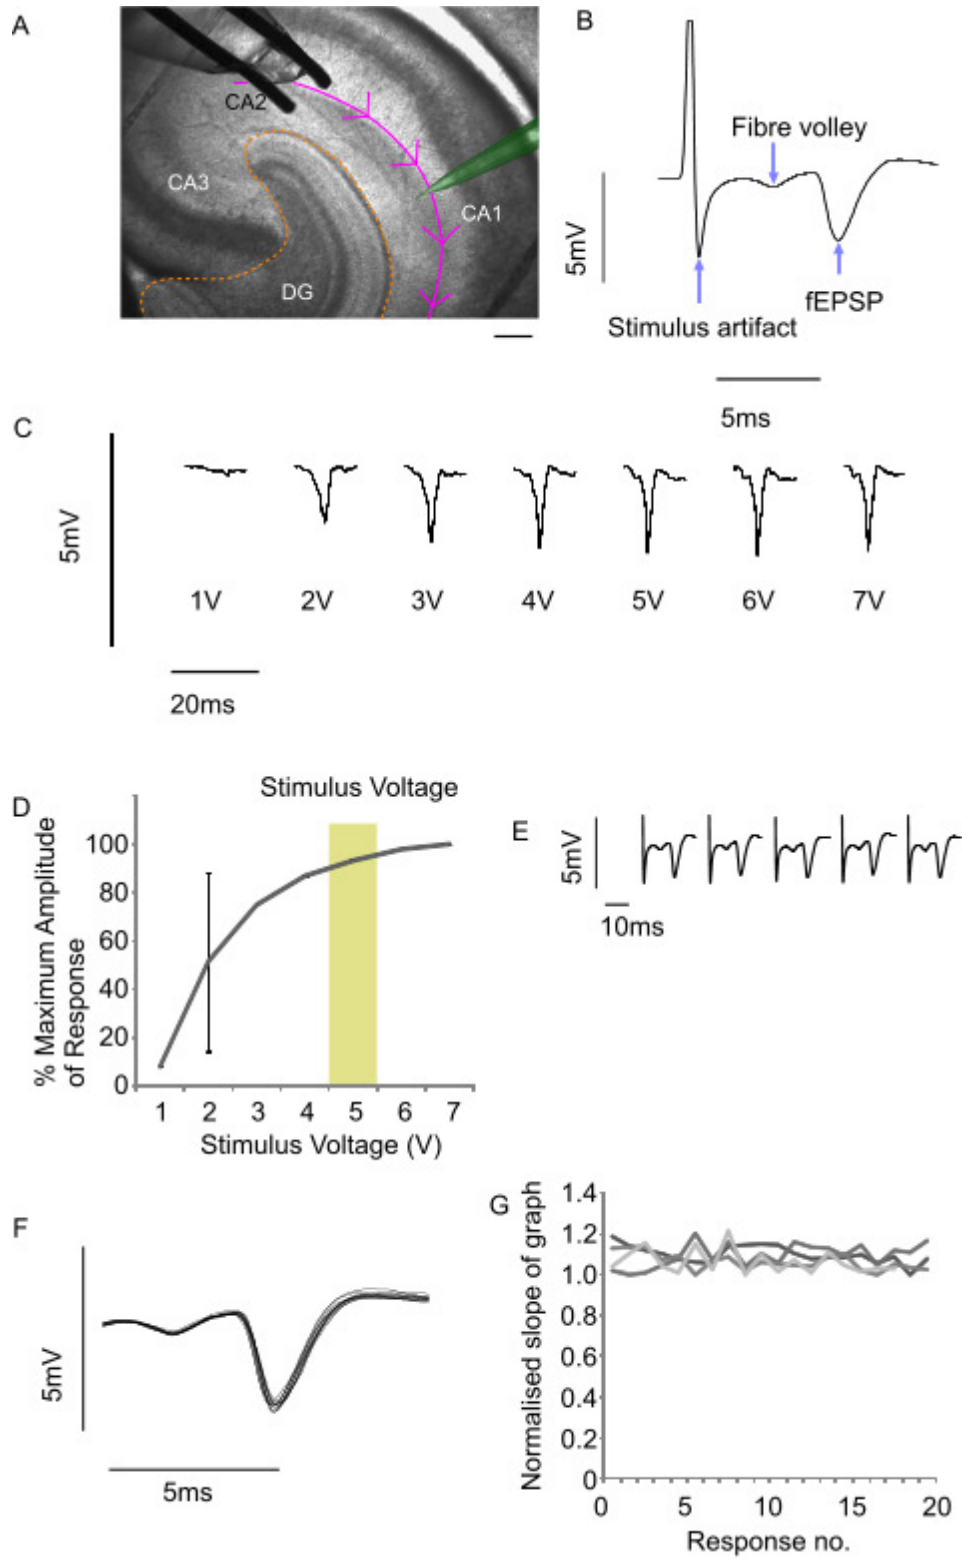 A
CA2
CA3
CA1
DG
B
Fibre volley
5mV
fEPSP
Stimulus artifact
5ms
C
5mV
1V 2V 3V 4V 5V 6V 7V
20ms
D
Stimulus Voltage
% Maximum Amplitude
of Response
100
80
60
40
20
0
1 2 3 4 5 6 7
Stimulus Voltage (V)
E
5mV
10ms
F
5mV
5ms
G
Normalised slope of graph
1.4
1.2
1.0
0.8
0.6
0.4
0.2
0
0 5 10 15 20
Response no.